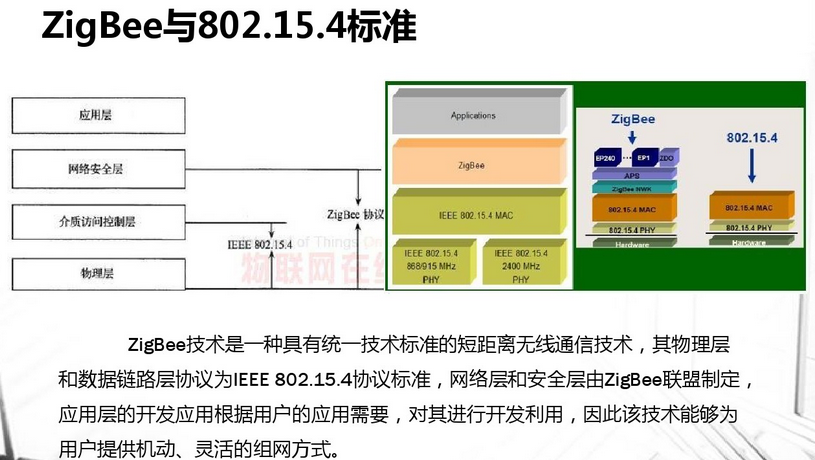 ZigBee与802.15.4标准
应用层
网络安全层
介质访问控制层
物理层
ZigBee 协议
IEEE 802.15.4
of Things On
物联网在线
Applications
ZigBee
IEEE 802.15.4 MAC
IEEE 802.15.4
868/915 MHz
PHY
IEEE 802.15.4
2400 MHz
PHY
ZigBee
EP240 ··· EP1 ZDO
APS
ZigBee NWK
802.15.4 MAC
802.15.4 PHY
Hardware
802.15.4
802.15.4 MAC
802.15.4 PHY
Hardware
ZigBee技术是一种具有统一技术标准的短距离无线通信技术，其物理层
和数据链路层协议为IEEE 802.15.4协议标准，网络层和安全层由ZigBee联盟制定，
应用层的开发应用根据用户的应用需要，对其进行开发利用，因此该技术能够为
用户提供机动、灵活的组网方式。